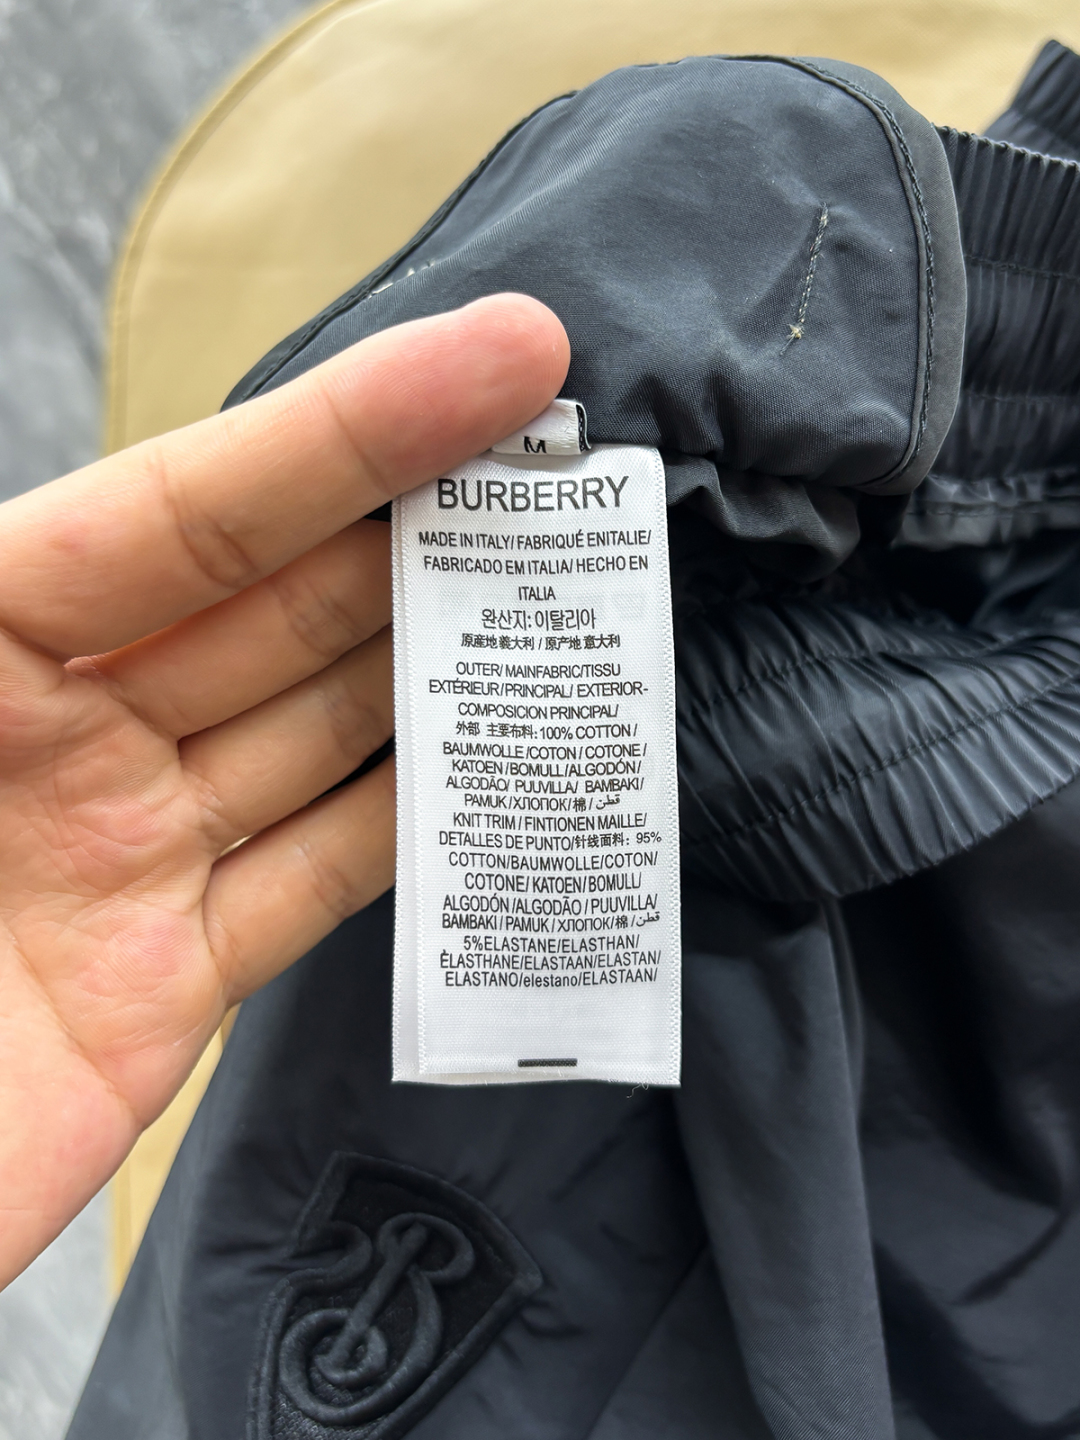 M
BURBERRY
MADE IN ITALY/ FABRIQUÉ ENITALIE/
FABRICADO EM ITALIA/ HECHO EN
ITALIA
완산지: 이탈리아
原産地 義大利 / 原产地 意大利
OUTER/ MAINFABRIC/TISSU
EXTÉRIEUR/PRINCIPAL/ EXTERIOR-
COMPOSICION PRINCIPAL/
外部 主要布料: 100% COTTON /
BAUMWOLLE /COTON / COTONE /
KATOEN / BOMULL /ALGODÓN /
ALGODÃO/ PUUVILLA/ BAMBAKI/
PAMUK / ХЛОПОК/ 棉 / قطن /
KNIT TRIM / FINTIONEN MAILLE/
DETALLES DE PUNTO/针线面料: 95%
COTTON/BAUMWOLLE/COTON/
COTONE/ KATOEN/BOMULL/
ALGODÓN /ALGODÃO / PUUVILLA/
BAMBAKI / PAMUK / ХЛОПОК/ 棉 / قطن /
5%ELASTANE/ELASTHAN/
ÈLASTHANE/ELASTAAN/ELASTAN/
ELASTANO/elestano/ELASTAAN/